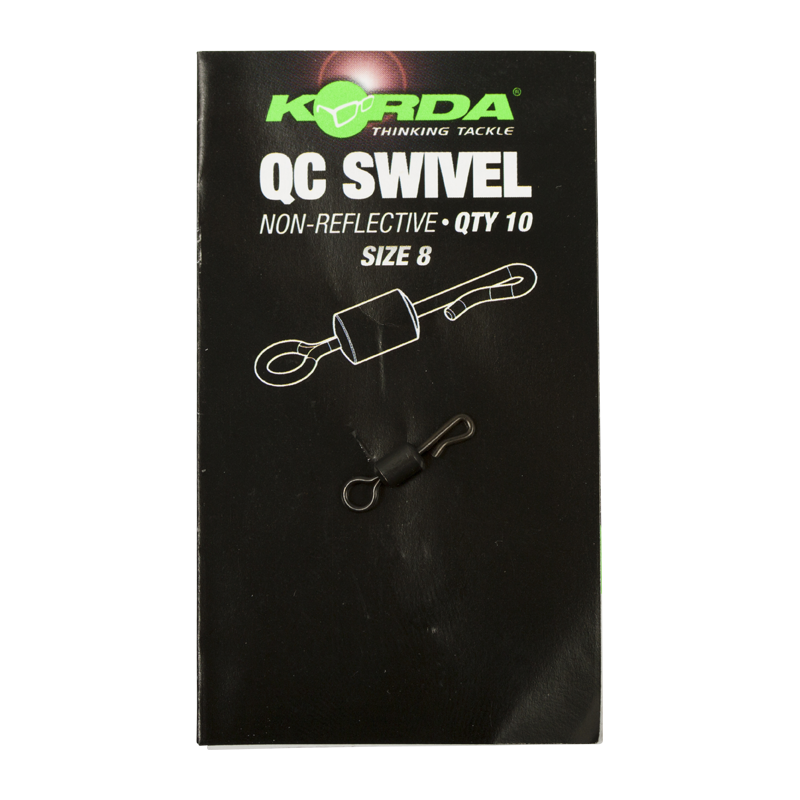 KORDA®
THINKING TACKLE
QC SWIVEL
NON-REFLECTIVE • QTY 10
SIZE 8